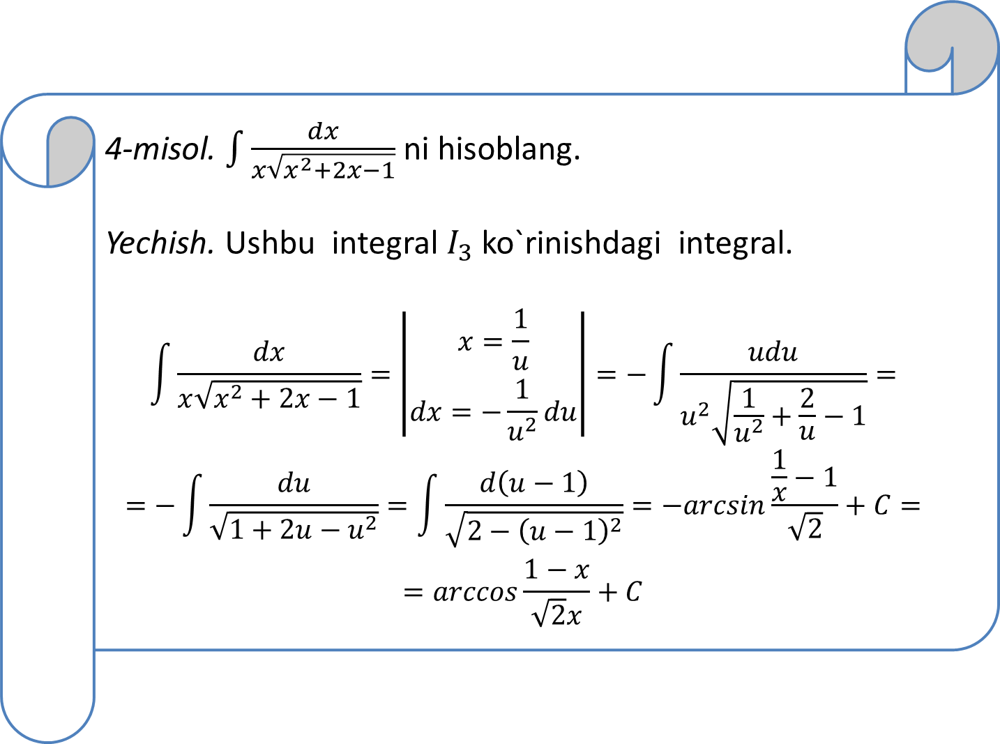 4-misol. ∫ dx / (x√(x²+2x−1)) ni hisoblang.
Yechish. Ushbu integral I₃ ko`rinishdagi integral.
∫ dx / (x√(x² + 2x − 1)) = | x = 1/u ; dx = − 1/u² du | = − ∫ udu / (u²√(1/u² + 2/u − 1)) =
= − ∫ du / √(1 + 2u − u²) = ∫ d(u − 1) / √(2 − (u − 1)²) = −arcsin (1/x − 1)/√2 + C =
= arccos (1 − x)/(√2x) + C